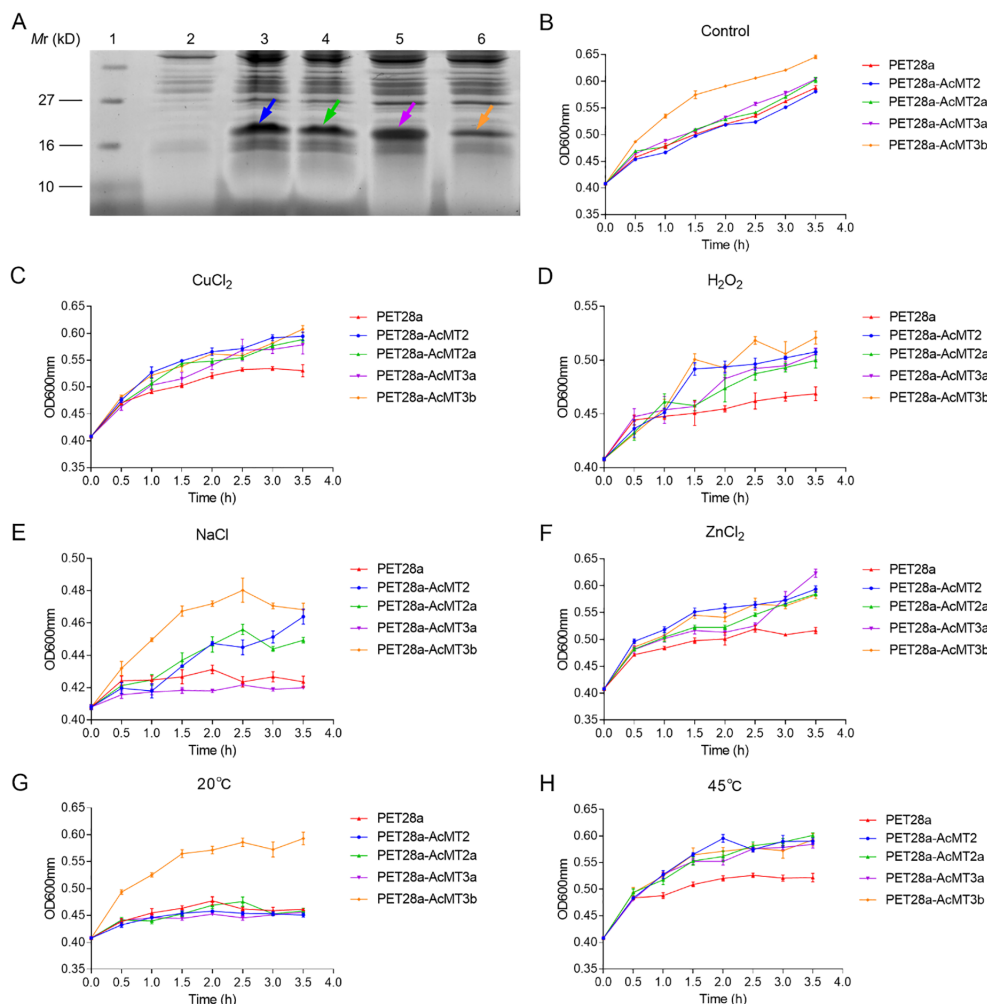 A
Mr (kD) 1 2 3 4 5 6
27
16
10
B
Control
OD600mm
0.65
0.60
0.55
0.50
0.45
0.40
0.35
0.0 0.5 1.0 1.5 2.0 2.5 3.0 3.5 4.0
Time (h)
PET28a
PET28a-AcMT2
PET28a-AcMT2a
PET28a-AcMT3a
PET28a-AcMT3b
C
CuCl₂
OD600mm
0.65
0.60
0.55
0.50
0.45
0.40
0.35
0.0 0.5 1.0 1.5 2.0 2.5 3.0 3.5 4.0
Time (h)
PET28a
PET28a-AcMT2
PET28a-AcMT2a
PET28a-AcMT3a
PET28a-AcMT3b
D
H₂O₂
OD600mm
0.55
0.50
0.45
0.40
0.0 0.5 1.0 1.5 2.0 2.5 3.0 3.5 4.0
Time (h)
PET28a
PET28a-AcMT2
PET28a-AcMT2a
PET28a-AcMT3a
PET28a-AcMT3b
E
NaCl
OD600mm
0.50
0.48
0.46
0.44
0.42
0.40
0.0 0.5 1.0 1.5 2.0 2.5 3.0 3.5 4.0
Time (h)
PET28a
PET28a-AcMT2
PET28a-AcMT2a
PET28a-AcMT3a
PET28a-AcMT3b
F
ZnCl₂
OD600mm
0.65
0.60
0.55
0.50
0.45
0.40
0.35
0.0 0.5 1.0 1.5 2.0 2.5 3.0 3.5 4.0
Time (h)
PET28a
PET28a-AcMT2
PET28a-AcMT2a
PET28a-AcMT3a
PET28a-AcMT3b
G
20°C
OD600mm
0.65
0.60
0.55
0.50
0.45
0.40
0.35
0.0 0.5 1.0 1.5 2.0 2.5 3.0 3.5 4.0
Time (h)
PET28a
PET28a-AcMT2
PET28a-AcMT2a
PET28a-AcMT3a
PET28a-AcMT3b
H
45°C
OD600mm
0.65
0.60
0.55
0.50
0.45
0.40
0.35
0.0 0.5 1.0 1.5 2.0 2.5 3.0 3.5 4.0
Time (h)
PET28a
PET28a-AcMT2
PET28a-AcMT2a
PET28a-AcMT3a
PET28a-AcMT3b